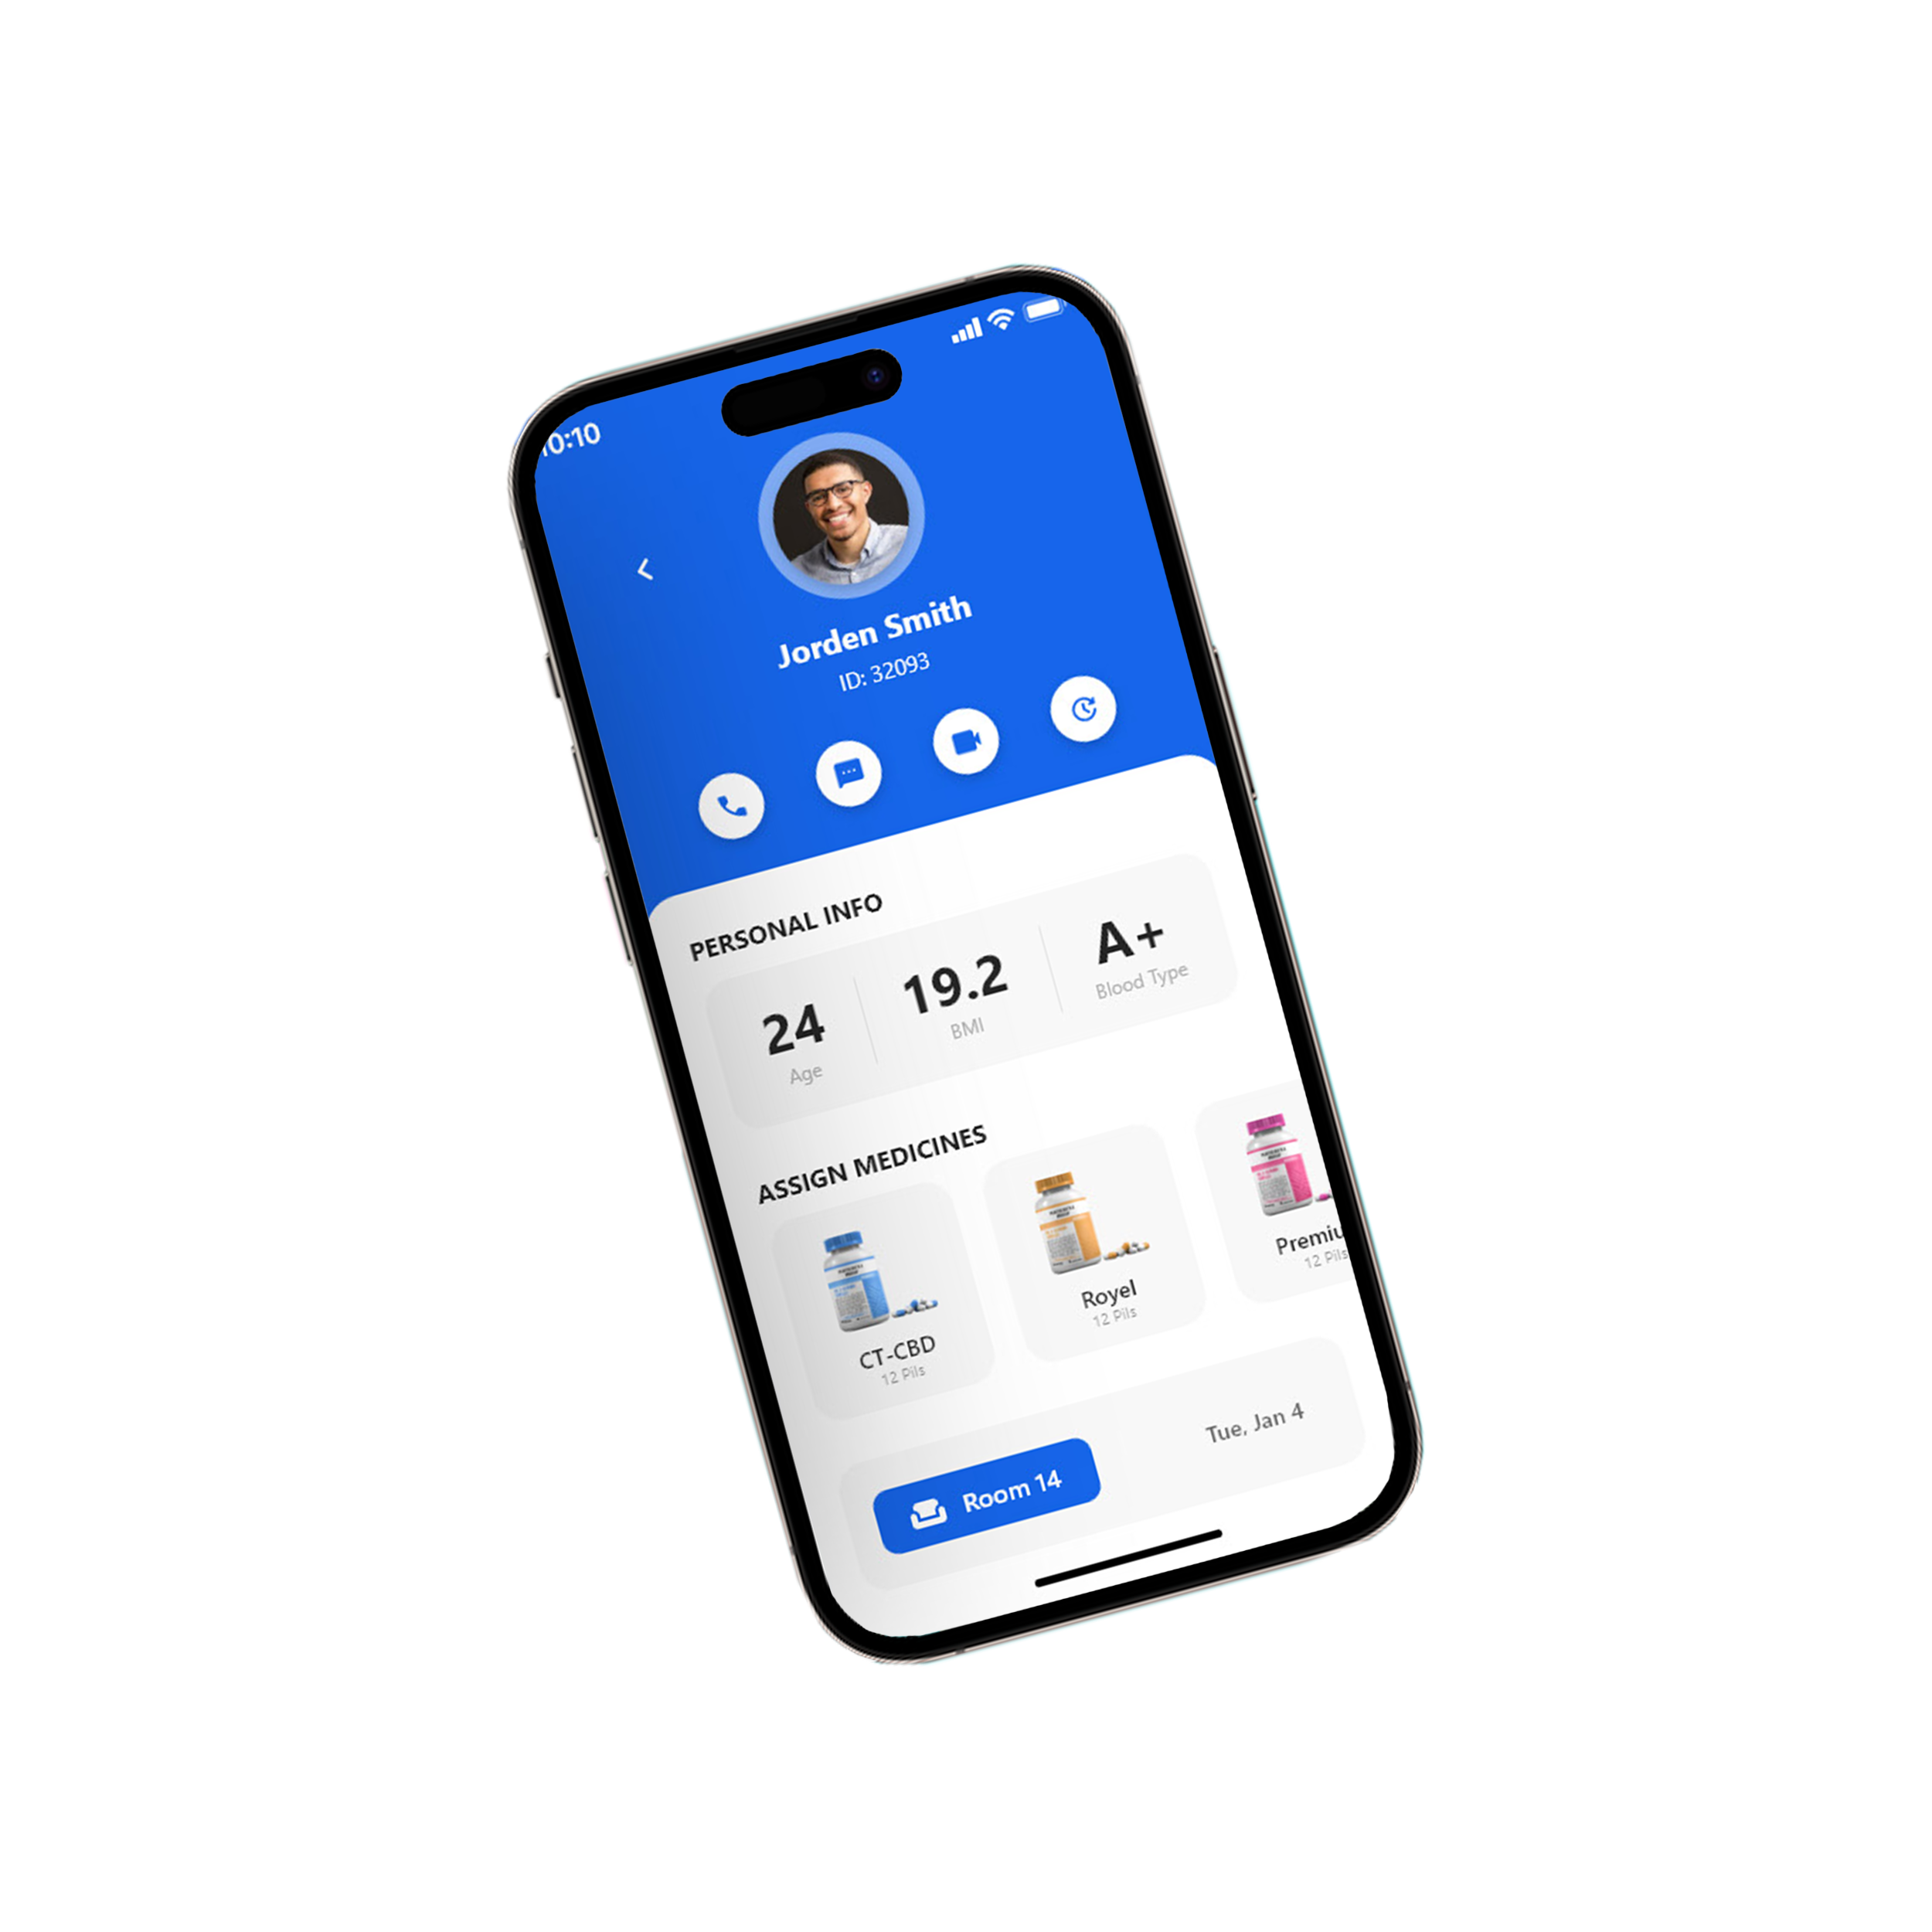 0:10
Jorden Smith
ID: 32093
PERSONAL INFO
24
Age
19.2
BMI
A+
Blood Type
ASSIGN MEDICINES
CT-CBD
12 Pils
Royel
12 Pils
Premiu
12 Pils
Room 14
Tue, Jan 4